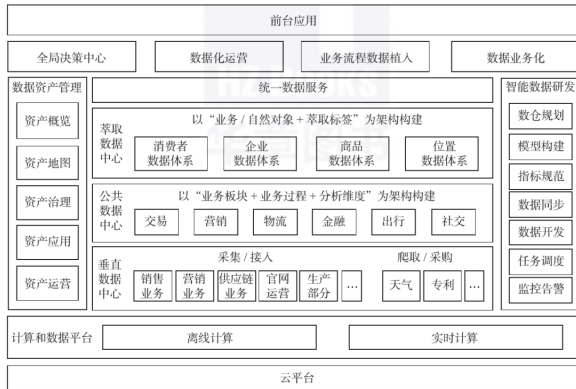 前台应用
全局决策中心
数据化运营
业务流程数据植入
数据业务化
数据资产管理
资产概览
资产地图
资产治理
资产应用
资产运营
统一数据服务
萃取
数据
中心
以“业务/自然对象+萃取标签”为架构构建
消费者
数据体系
企业
数据体系
商品
数据体系
位置
数据体系
公共
数据
中心
以“业务板块+业务过程+分析维度”为架构构建
交易
营销
物流
金融
出行
社交
垂直
数据
中心
采集/接入
销售
业务
营销
业务
供应链
业务
官网
运营
生产
部分
…
爬取/采购
天气
专利
…
智能数据研发
数仓规划
模型构建
指标规范
数据同步
数据开发
任务调度
监控告警
计算和数据平台
离线计算
实时计算
云平台